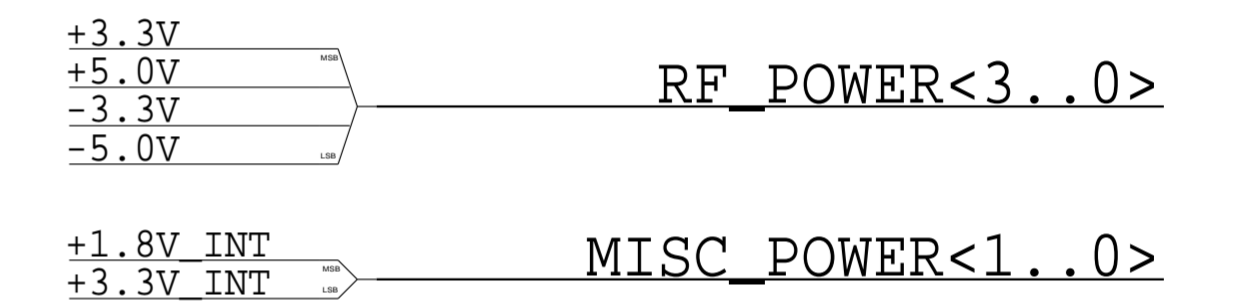 +3.3V
MSB
+5.0V
RF_POWER<3..0>
-3.3V
-5.0V
LSB
+1.8V_INT
MISC_POWER<1..0>
MSB
+3.3V_INT
LSB